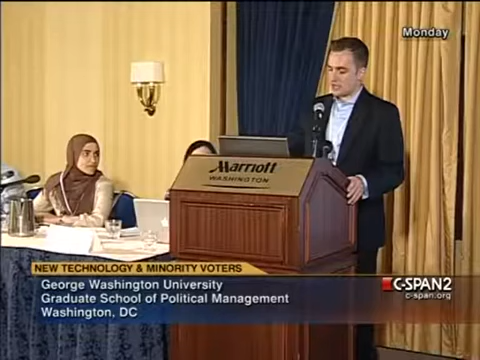 C-SPAN2
Monday
Marriott
WASHINGTON
NEW TECHNOLOGY & MINORITY VOTERS
George Washington University
Graduate School of Political Management
Washington, DC
C-SPAN2
c-span.org